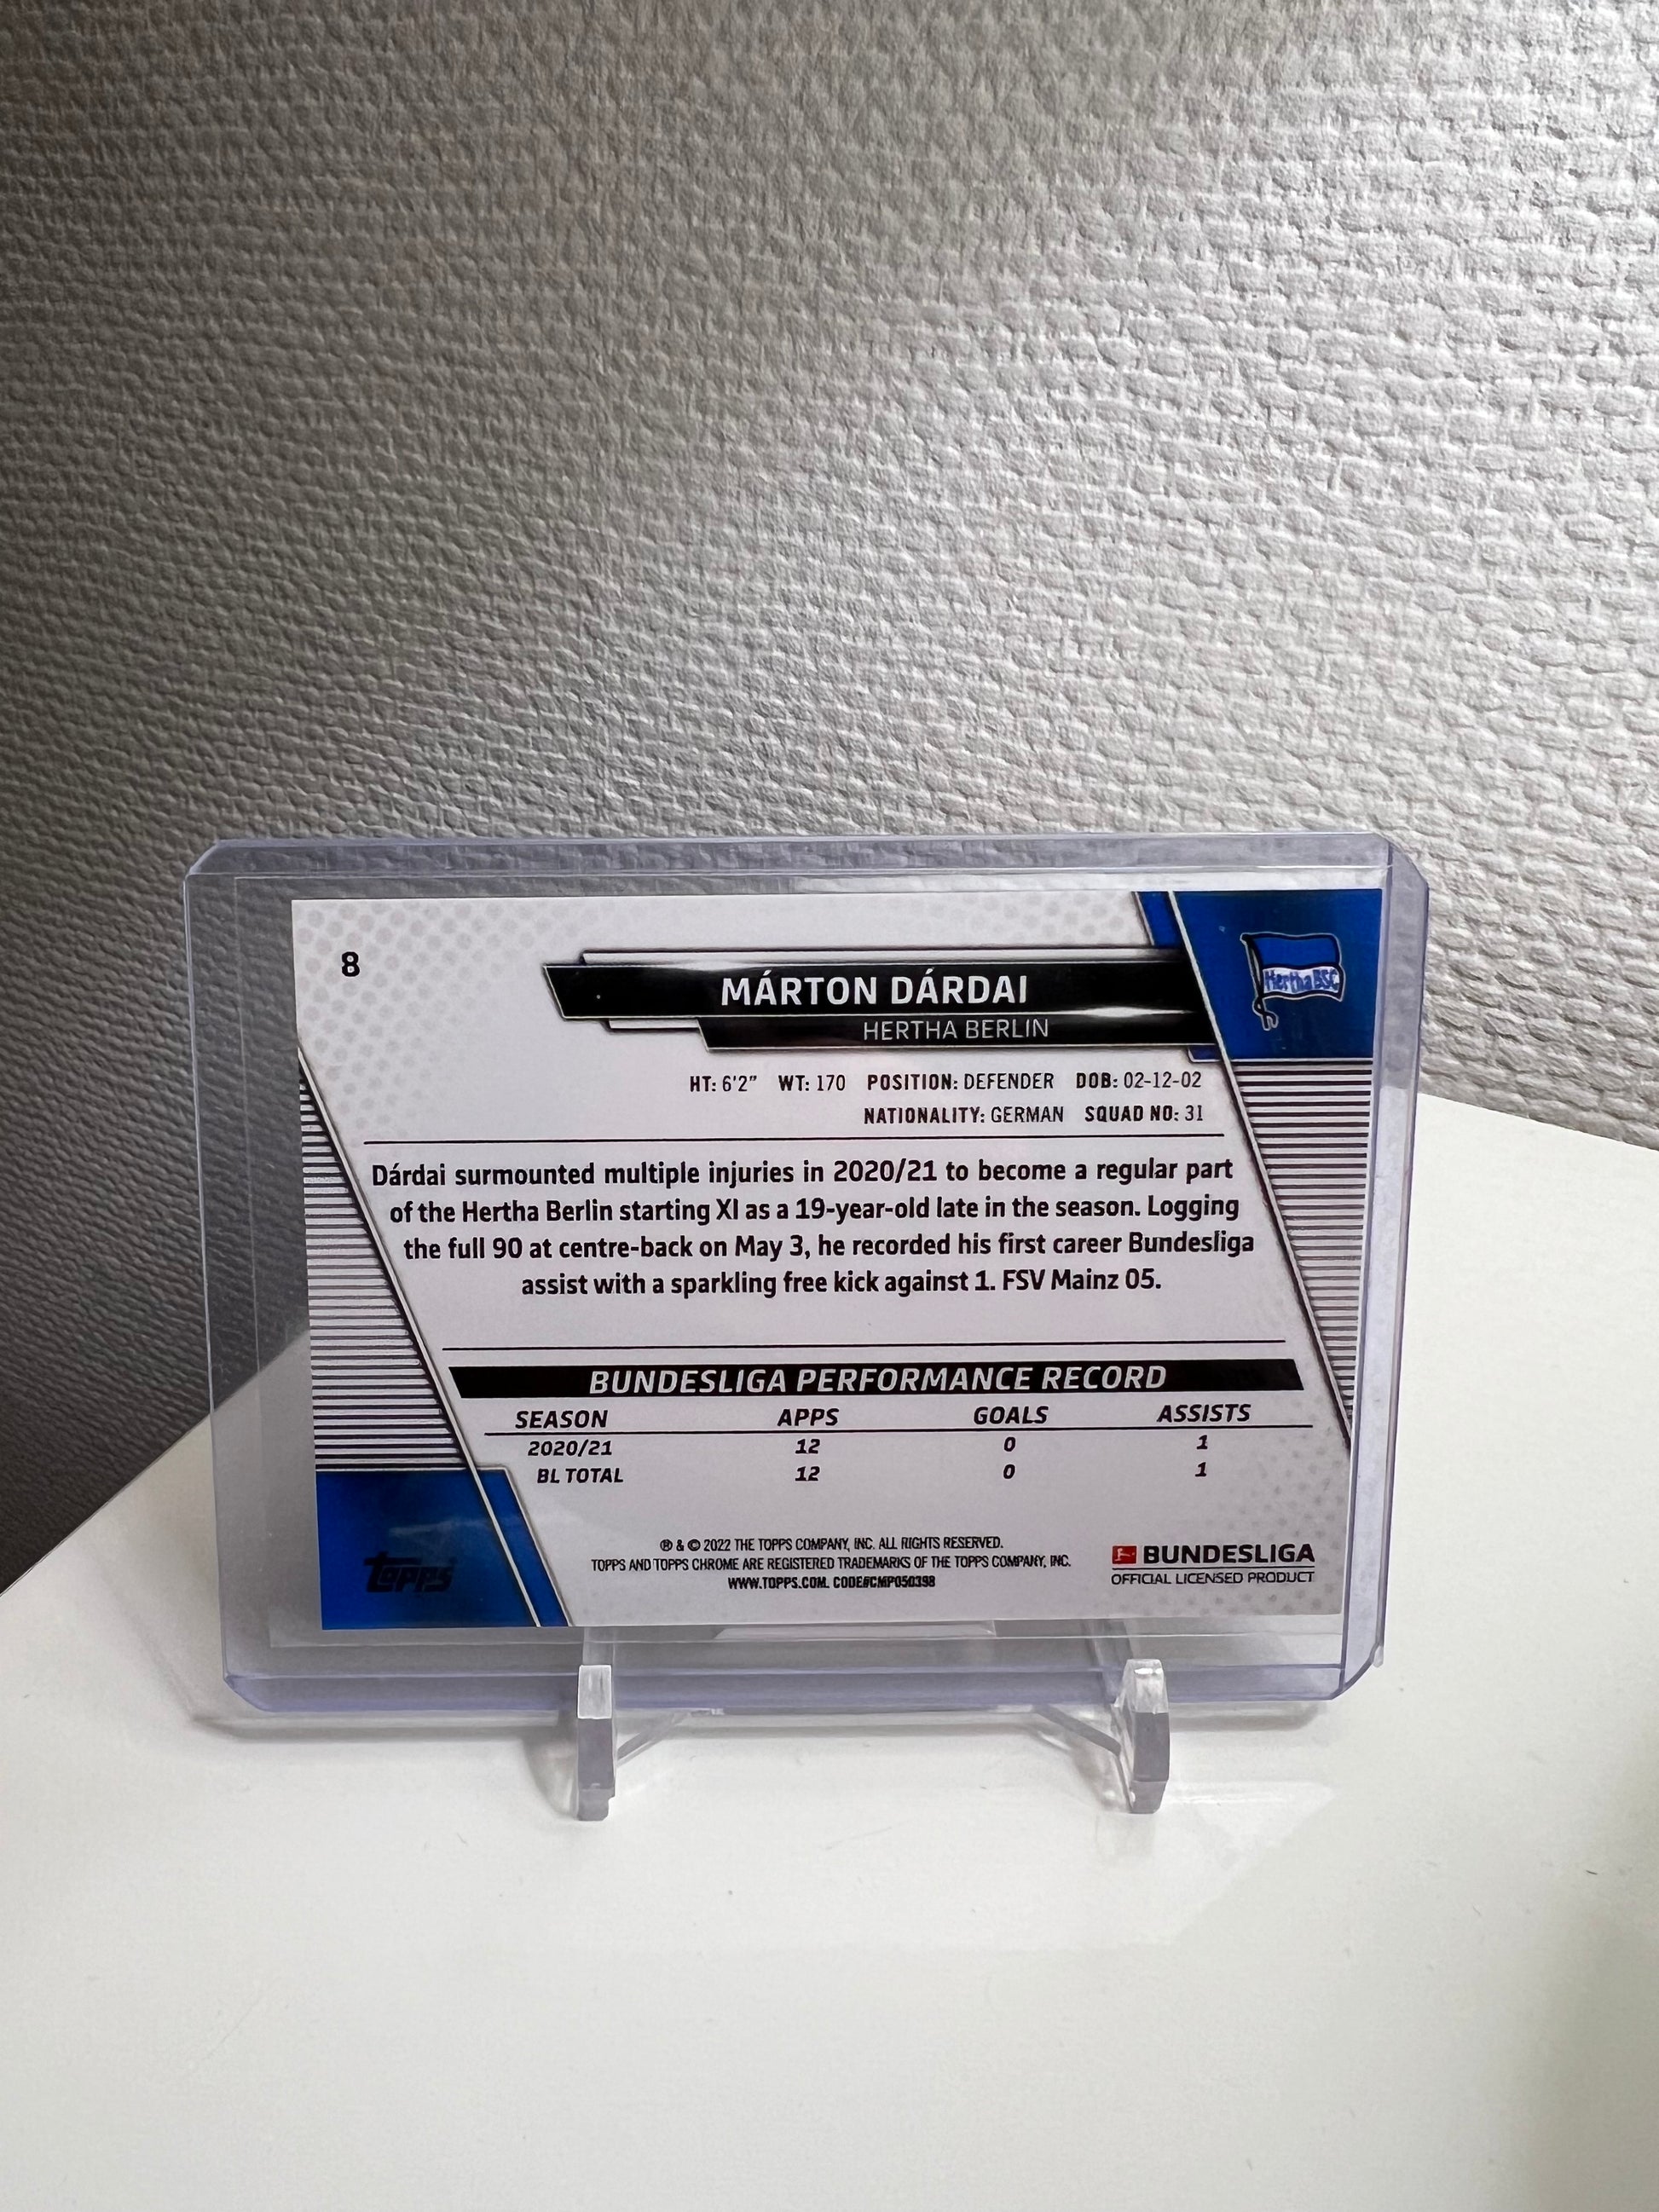 8
MÁRTON DÁRDAI
HERTHA BERLIN
Hertha BSC
HT: 6'2" WT: 170 POSITION: DEFENDER DOB: 02-12-02
NATIONALITY: GERMAN SQUAD NO: 31
Dárdai surmounted multiple injuries in 2020/21 to become a regular part
of the Hertha Berlin starting XI as a 19-year-old late in the season. Logging
the full 90 at centre-back on May 3, he recorded his first career Bundesliga
assist with a sparkling free kick against 1. FSV Mainz 05.
BUNDESLIGA PERFORMANCE RECORD
SEASON APPS GOALS ASSISTS
2020/21 12 0 1
BL TOTAL 12 0 1
® & © 2022 THE TOPPS COMPANY, INC. ALL RIGHTS RESERVED.
TOPPS AND TOPPS CHROME ARE REGISTERED TRADEMARKS OF THE TOPPS COMPANY, INC.
WWW.TOPPS.COM. CODE#CMP050398
topps
BUNDESLIGA
OFFICIAL LICENSED PRODUCT